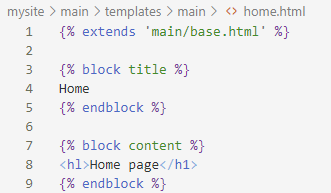 mysite > main > templates > main > <> home.html
1 {% extends 'main/base.html' %}
2
3 {% block title %}
4 Home
5 {% endblock %}
6
7 {% block content %}
8 <hl>Home page</h1>
9 {% endblock %}